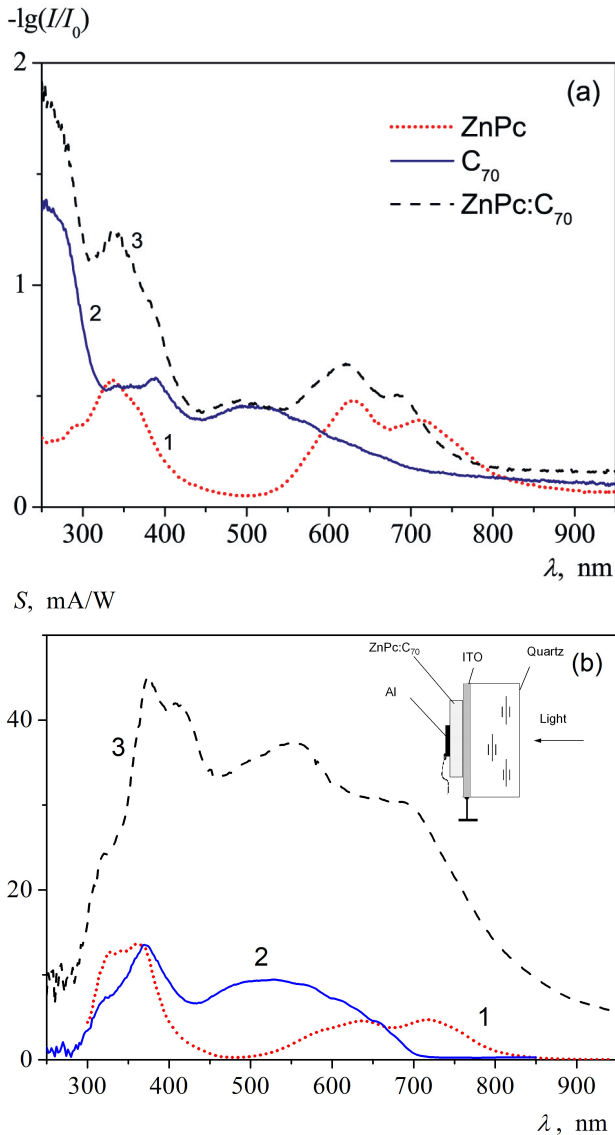 -lg(I/I₀)
2
(a)
ZnPc
C₇₀
ZnPc:C₇₀
3
1
2
1
0
300 400 500 600 700 800 900
λ, nm
S, mA/W
(b)
ZnPc:C₇₀
ITO
Quartz
Al
Light
40
3
20
2
1
0
300 400 500 600 700 800 900
λ, nm